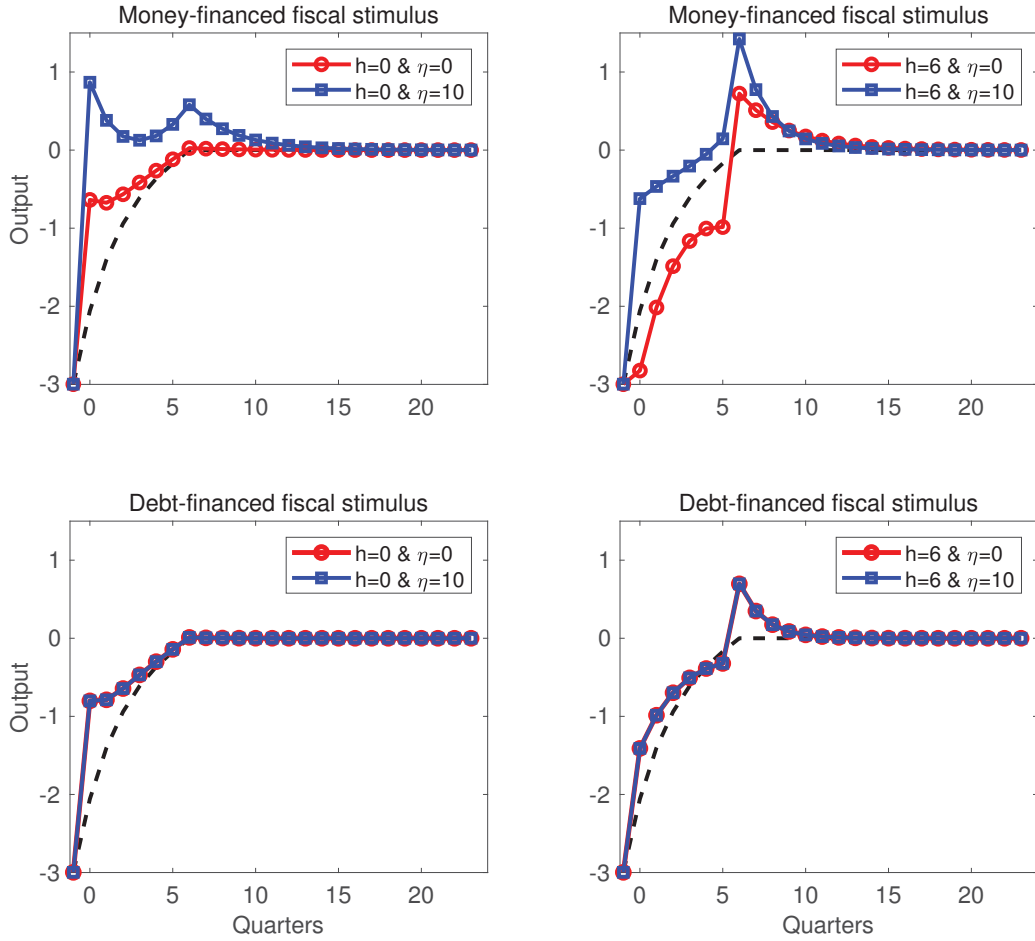 Money-financed fiscal stimulus
Output
1
0
-1
-2
-3
h=0 & η=0
h=0 & η=10
0 5 10 15 20
Money-financed fiscal stimulus
1
0
-1
-2
-3
h=6 & η=0
h=6 & η=10
0 5 10 15 20
Debt-financed fiscal stimulus
Output
1
0
-1
-2
-3
h=0 & η=0
h=0 & η=10
0 5 10 15 20
Quarters
Debt-financed fiscal stimulus
1
0
-1
-2
-3
h=6 & η=0
h=6 & η=10
0 5 10 15 20
Quarters